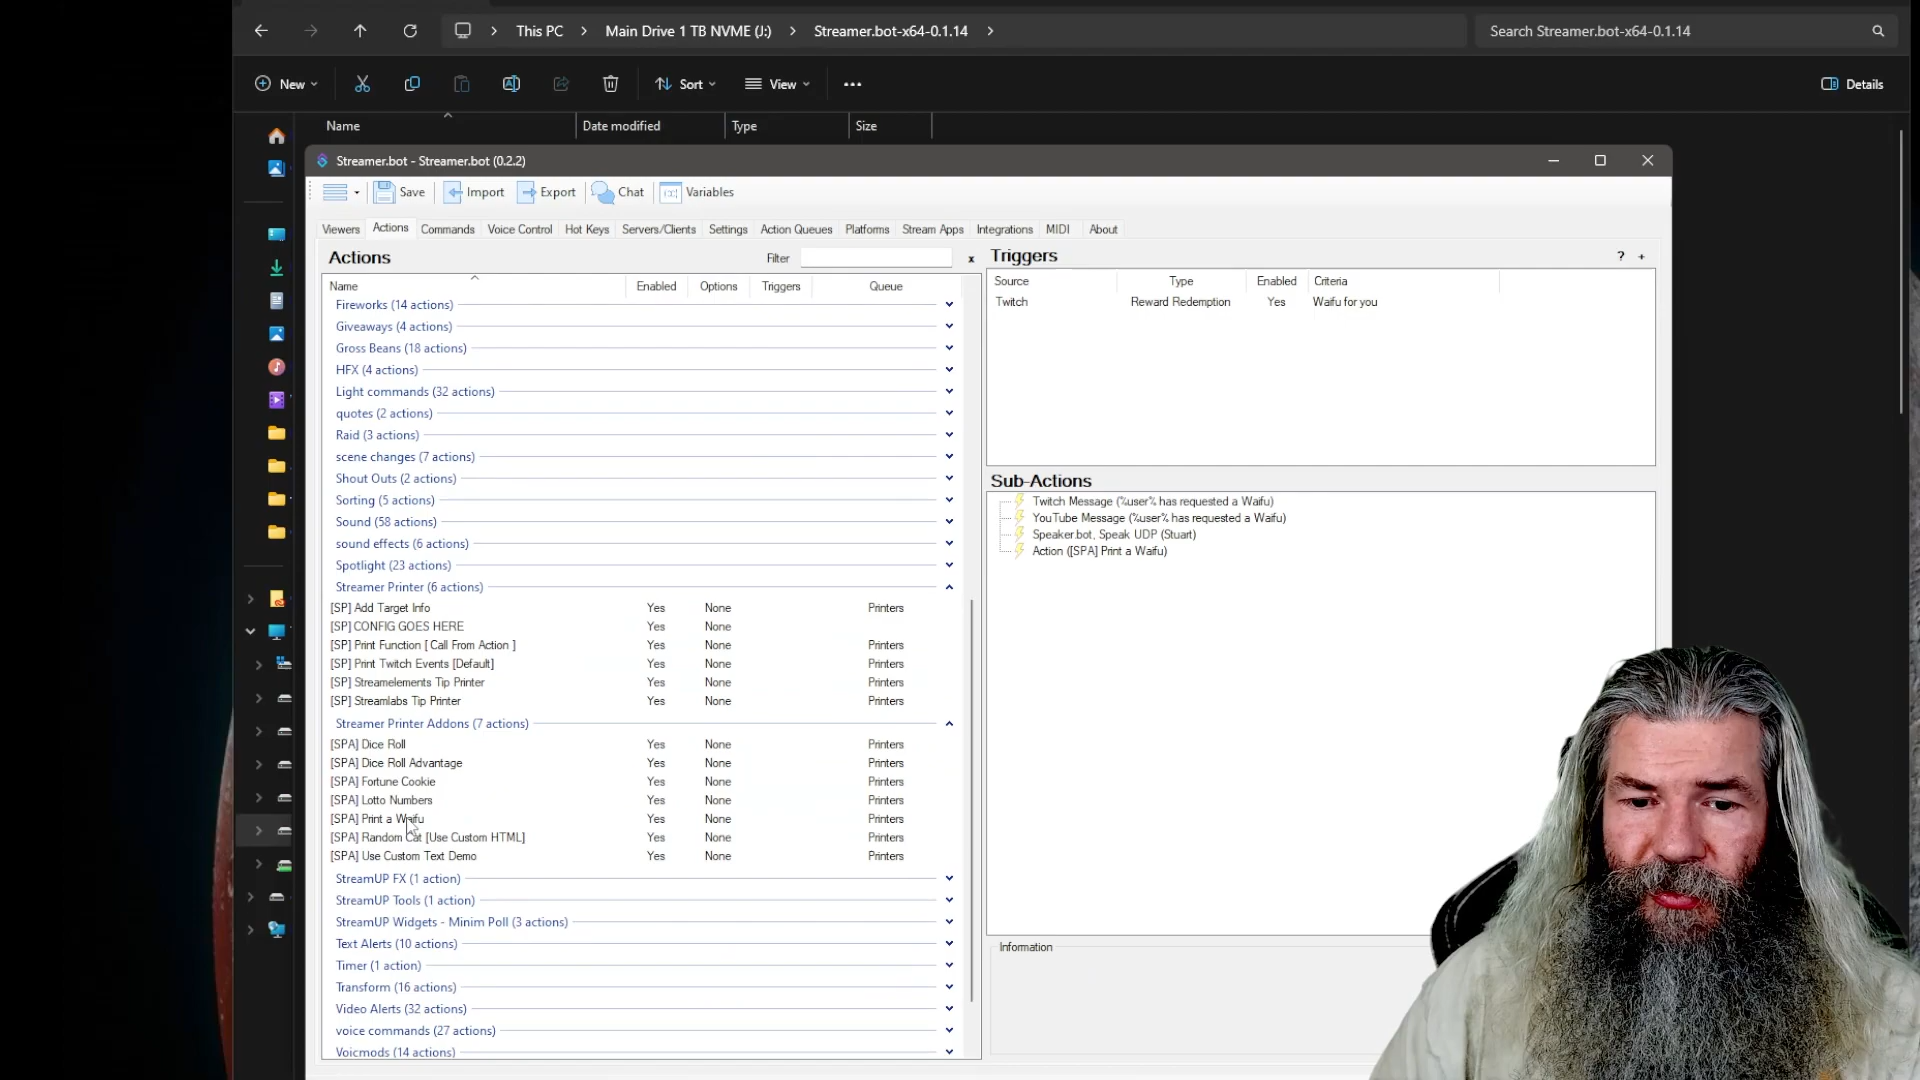 This PC > Main Drive 1 TB NVME (J:) > Streamer.bot-x64-0.1.14 >
Search Streamer.bot-x64-0.1.14
New
Sort
View
Details
Name
Date modified
Type
Size
Streamer.bot - Streamer.bot (0.2.2)
Save
Import
Export
Chat
Variables
Viewers
Actions
Commands
Voice Control
Hot Keys
Servers/Clients
Settings
Action Queues
Platforms
Stream Apps
Integrations
MIDI
About
Actions
Filter
x
Name Enabled Options Triggers Queue
Fireworks (14 actions)
Giveaways (4 actions)
Gross Beans (18 actions)
HFX (4 actions)
Light commands (32 actions)
quotes (2 actions)
Raid (3 actions)
scene changes (7 actions)
Shout Outs (2 actions)
Sorting (5 actions)
Sound (58 actions)
sound effects (6 actions)
Spotlight (23 actions)
Streamer Printer (6 actions)
[SP] Add Target Info Yes None Printers
[SP] CONFIG GOES HERE Yes None
[SP] Print Function [ Call From Action ] Yes None Printers
[SP] Print Twitch Events [Default] Yes None Printers
[SP] Streamelements Tip Printer Yes None Printers
[SP] Streamlabs Tip Printer Yes None Printers
Streamer Printer Addons (7 actions)
[SPA] Dice Roll Yes None Printers
[SPA] Dice Roll Advantage Yes None Printers
[SPA] Fortune Cookie Yes None Printers
[SPA] Lotto Numbers Yes None Printers
[SPA] Print a Waifu Yes None Printers
[SPA] Random Cat [Use Custom HTML] Yes None Printers
[SPA] Use Custom Text Demo Yes None Printers
StreamUP FX (1 action)
StreamUP Tools (1 action)
StreamUP Widgets - Minim Poll (3 actions)
Text Alerts (10 actions)
Timer (1 action)
Transform (16 actions)
Video Alerts (32 actions)
voice commands (27 actions)
Voicmods (14 actions)
Triggers
? +
Source Type Enabled Criteria
Twitch Reward Redemption Yes Waifu for you
Sub-Actions
Twitch Message (%user% has requested a Waifu)
YouTube Message (%user% has requested a Waifu)
Speaker.bot, Speak UDP (Stuart)
Action ([SPA] Print a Waifu)
Information